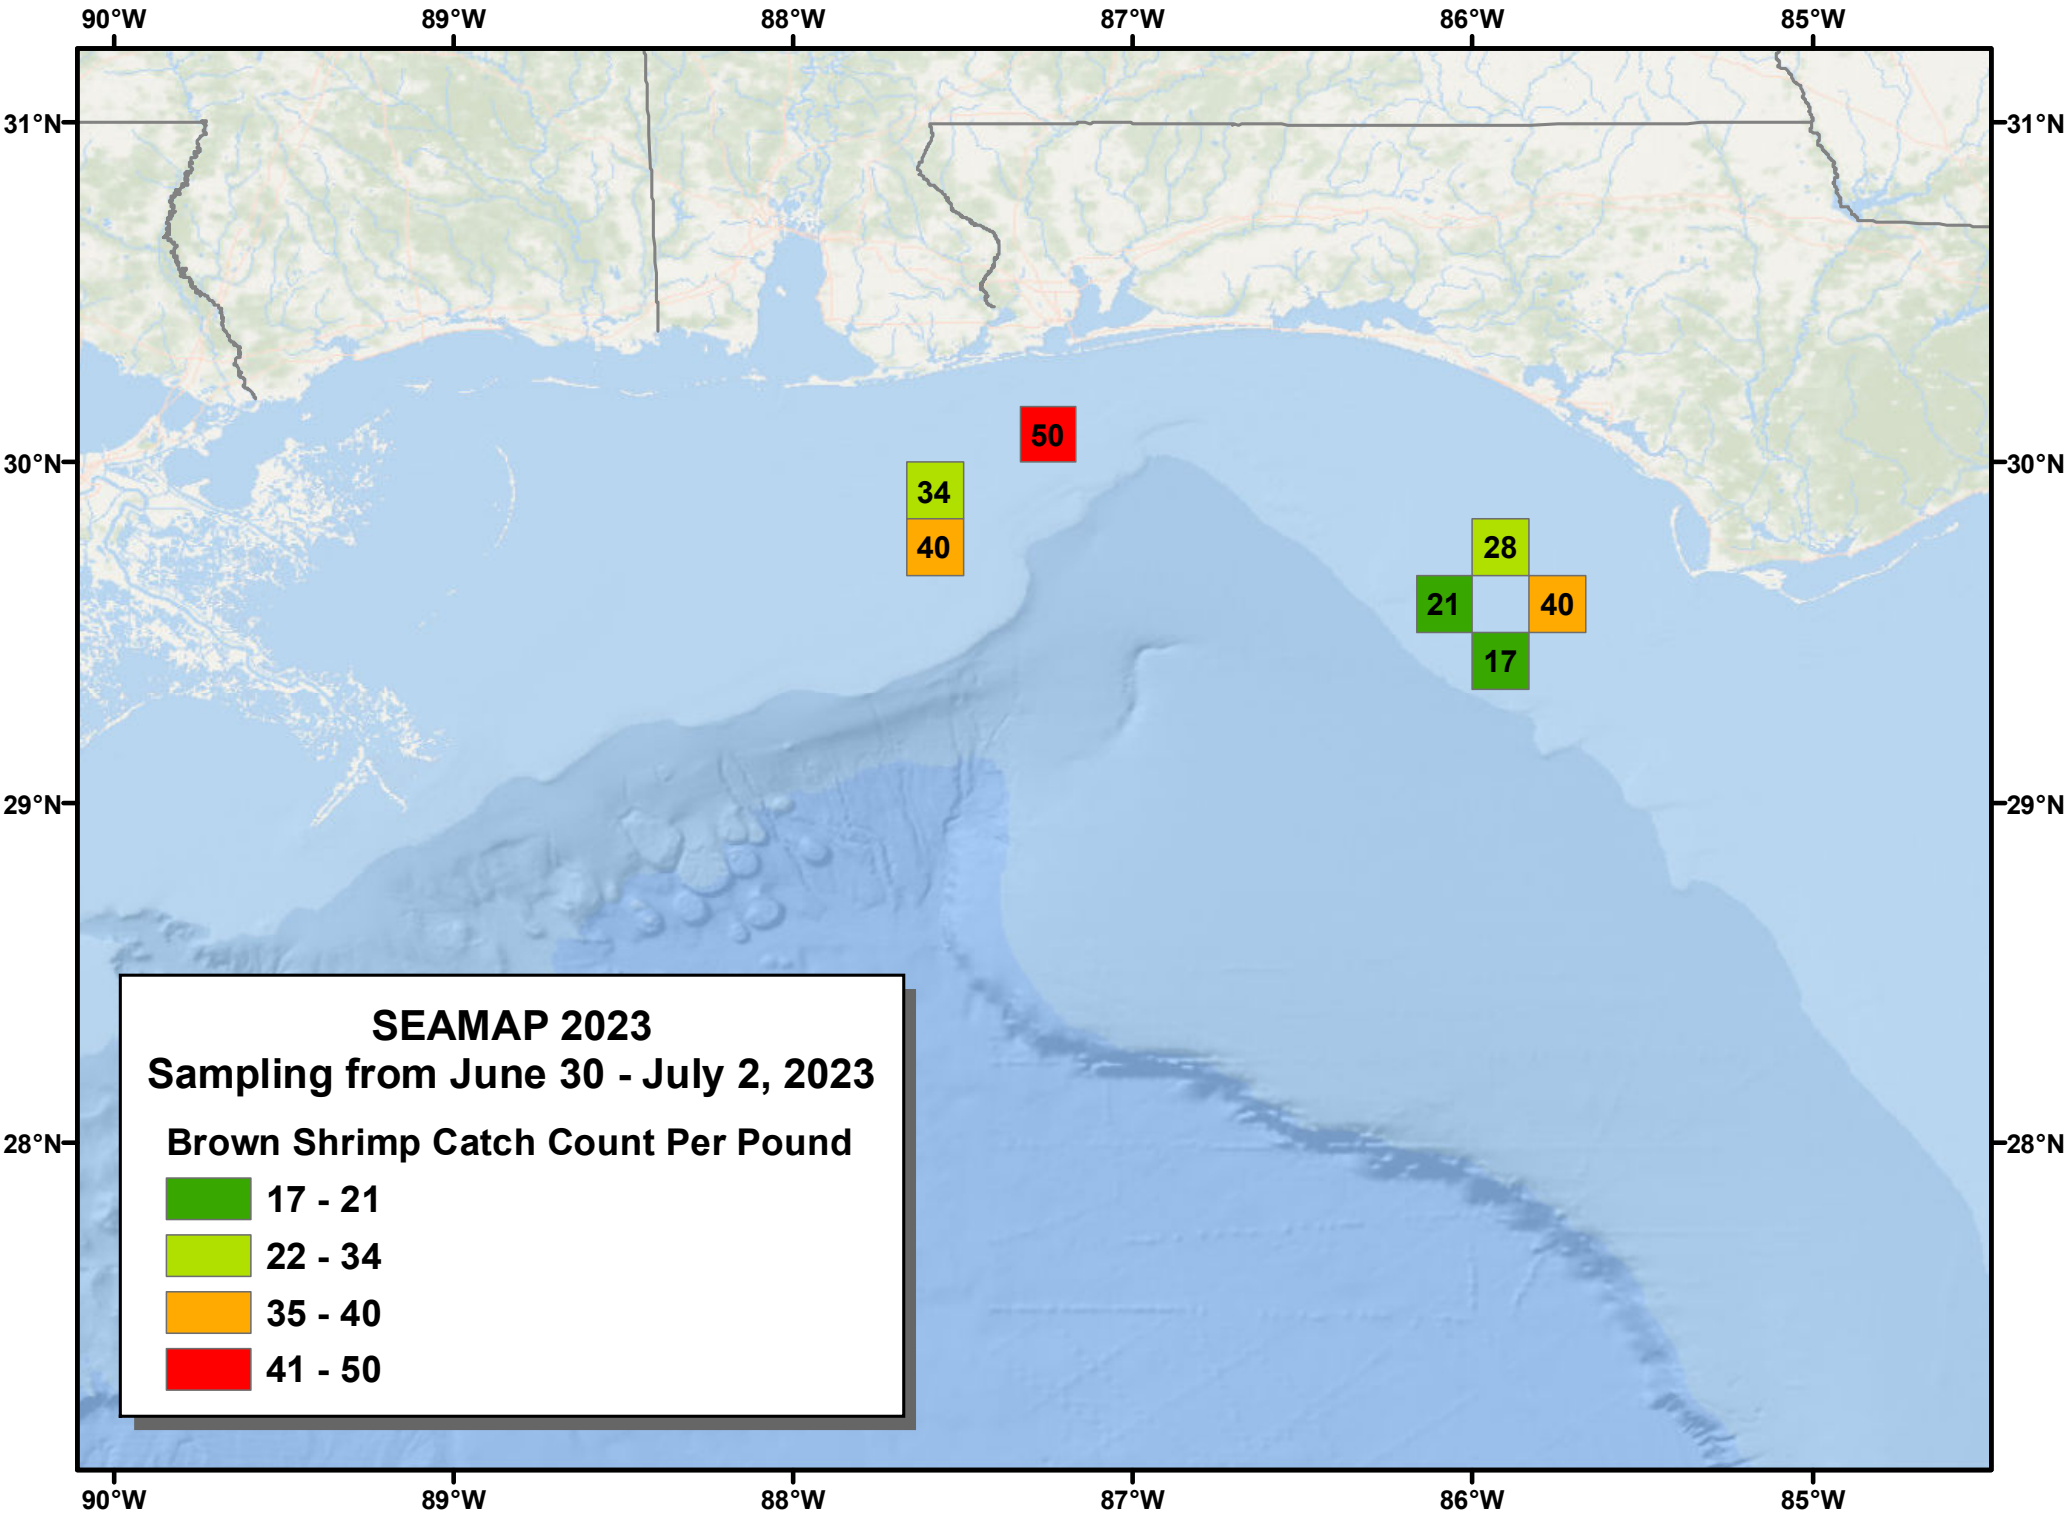 90°W 89°W 88°W 87°W 86°W 85°W
31°N 31°N
50
30°N 30°N
34
40 28
21 40
17
29°N 29°N
SEAMAP 2023
Sampling from June 30 - July 2, 2023
Brown Shrimp Catch Count Per Pound
28°N 28°N
17 - 21
22 - 34
35 - 40
41 - 50
90°W 89°W 88°W 87°W 86°W 85°W